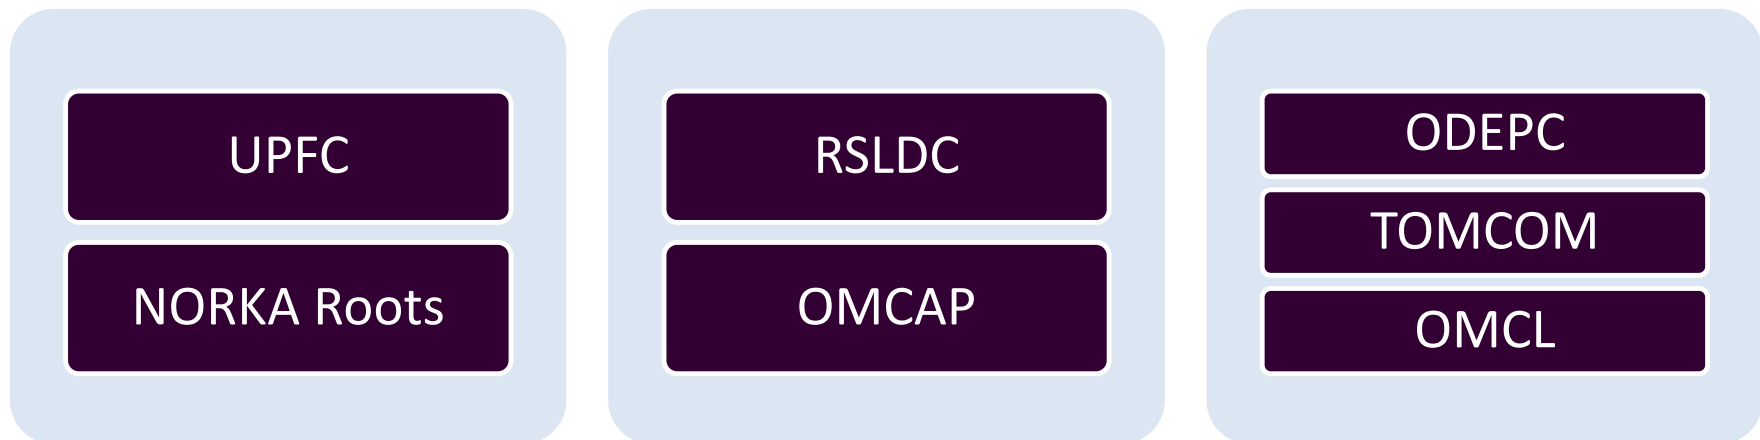 UPFC
NORKA Roots
RSLDC
OMCAP
ODEPC
TOMCOM
OMCL